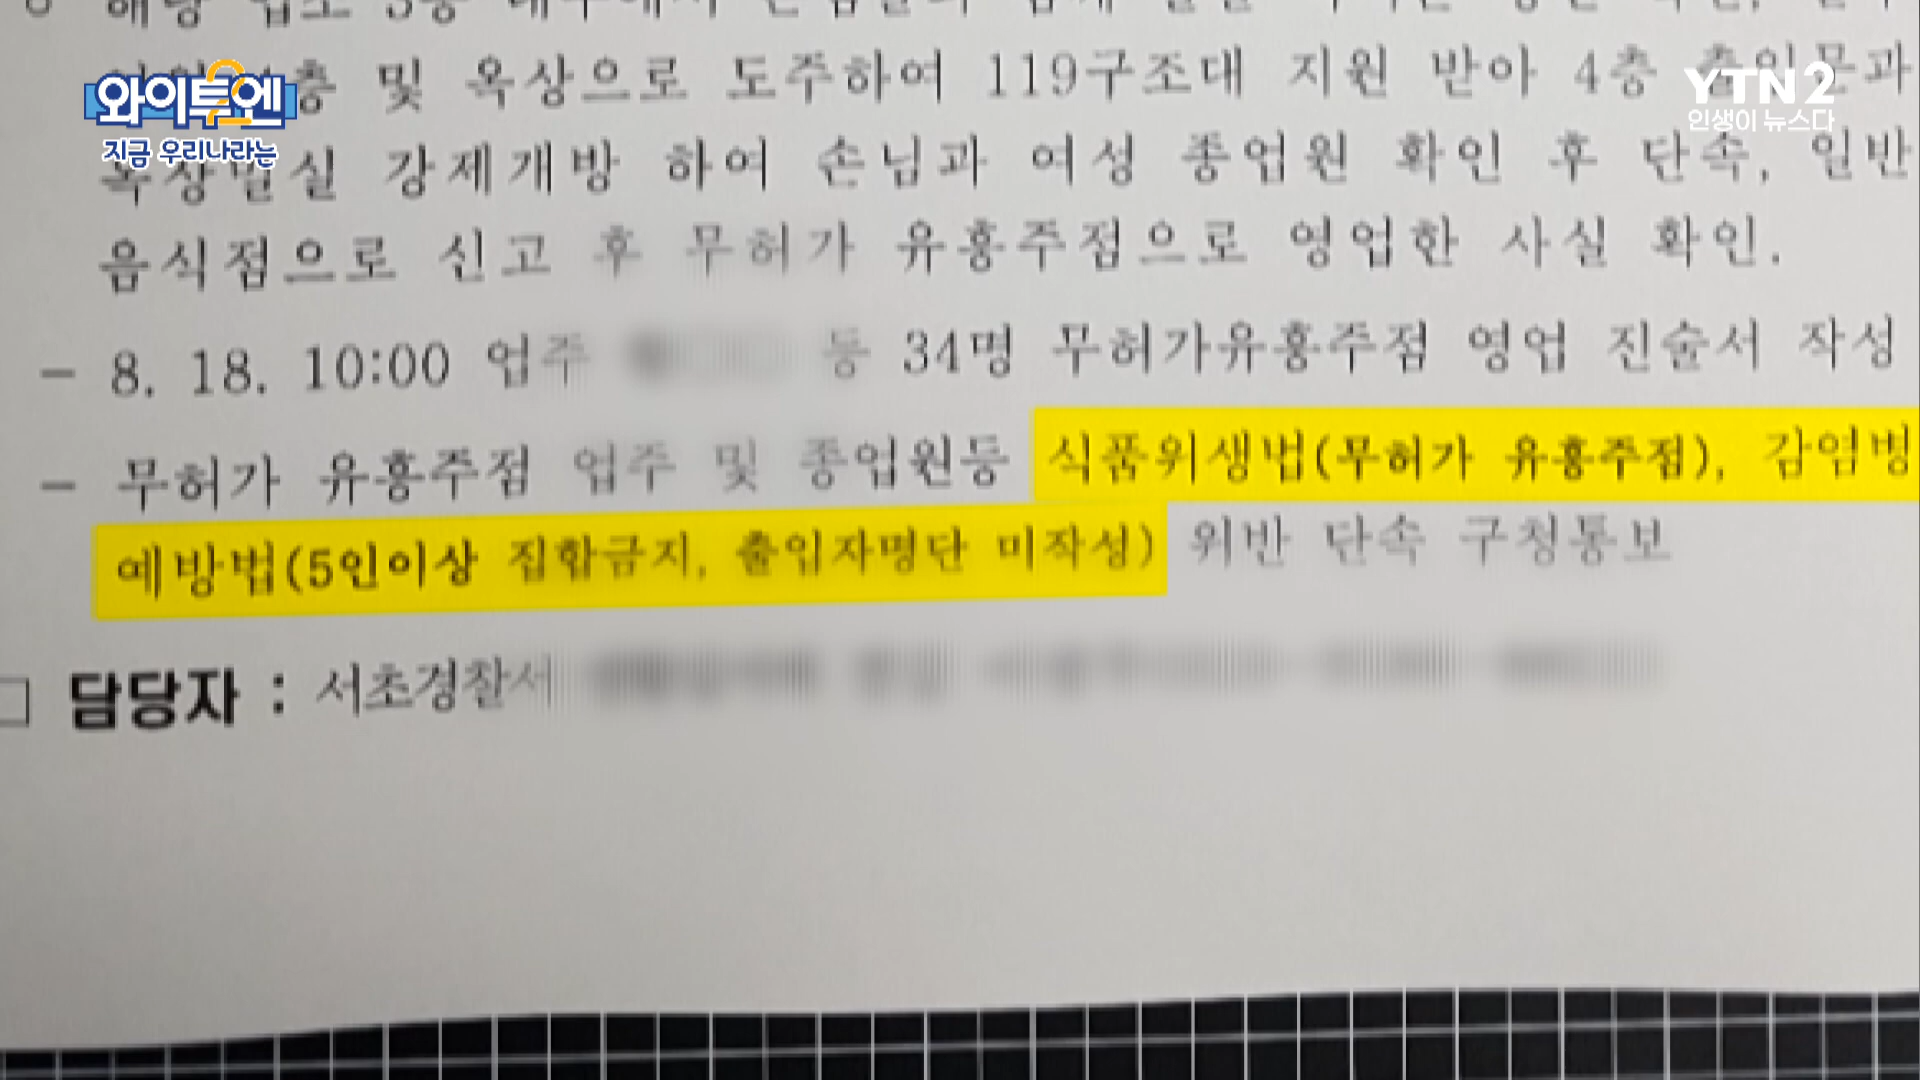 와이투엔
지금 우리나라는
YTN2
인생이 뉴스다
층 및 옥상으로 도주하여 119구조대 지원 받아 4층
강제개방 하여 손님과 여성 종업원 확인 후 단속, 일반
음식점으로 신고 후 무허가 유흥주점으로 영업한 사실 확인.
- 8. 18. 10:00 업주 등 34명 무허가유흥주점 영업 진술서 작성
- 무허가 유흥주점 업주 및 종업원등 식품위생법(무허가 유흥주점), 감염병
예방법(5인이상 집합금지, 출입자명단 미작성) 위반 단속 구청통보
□ 담당자 : 서초경찰서